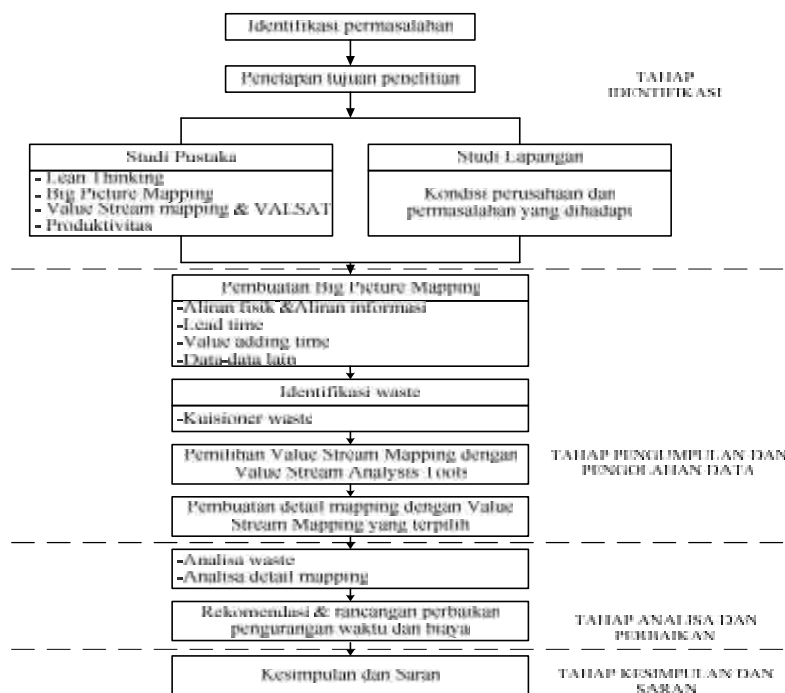 Identifikasi permasalahan
Penetapan tujuan penelitian
TAHAP
IDENTIFIKASI
Studi Pustaka
- Lean Thinking
- Big Picture Mapping
- Value Stream mapping & VALSAT
- Produktivitas
Studi Lapangan
Kondisi perusahaan dan
permasalahan yang dihadapi
Pembuatan Big Picture Mapping
-Aliran fisik &Aliran informasi
-Lead time
-Value adding time
-Data-data lain
Identifikasi waste
-Kuisioner waste
Pemilihan Value Stream Mapping dengan
Value Stream Analysis Tools
Pembuatan detail mapping dengan Value
Stream Mapping yang terpilih
TAHAP PENGUMPULAN DAN
PENGOLAHAN DATA
-Analisa waste
-Analisa detail mapping
Rekomendasi & rancangan perbaikan
pengurangan waktu dan biaya
TAHAP ANALISA DAN
PERBAIKAN
Kesimpulan dan Saran
TAHAP KESIMPULAN DAN
SARAN